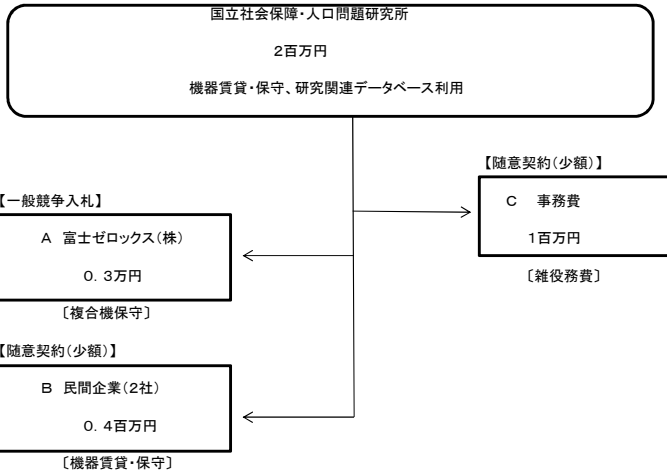 国立社会保障・人口問題研究所
2百万円
機器賃貸・保守、研究関連データベース利用
【随意契約(少額)】
C 事務費
1百万円
〔雑役務費〕
【一般競争入札】
A 富士ゼロックス(株)
0.3万円
〔複合機保守〕
【随意契約(少額)】
B 民間企業(2社)
0.4百万円
〔機器賃貸・保守〕